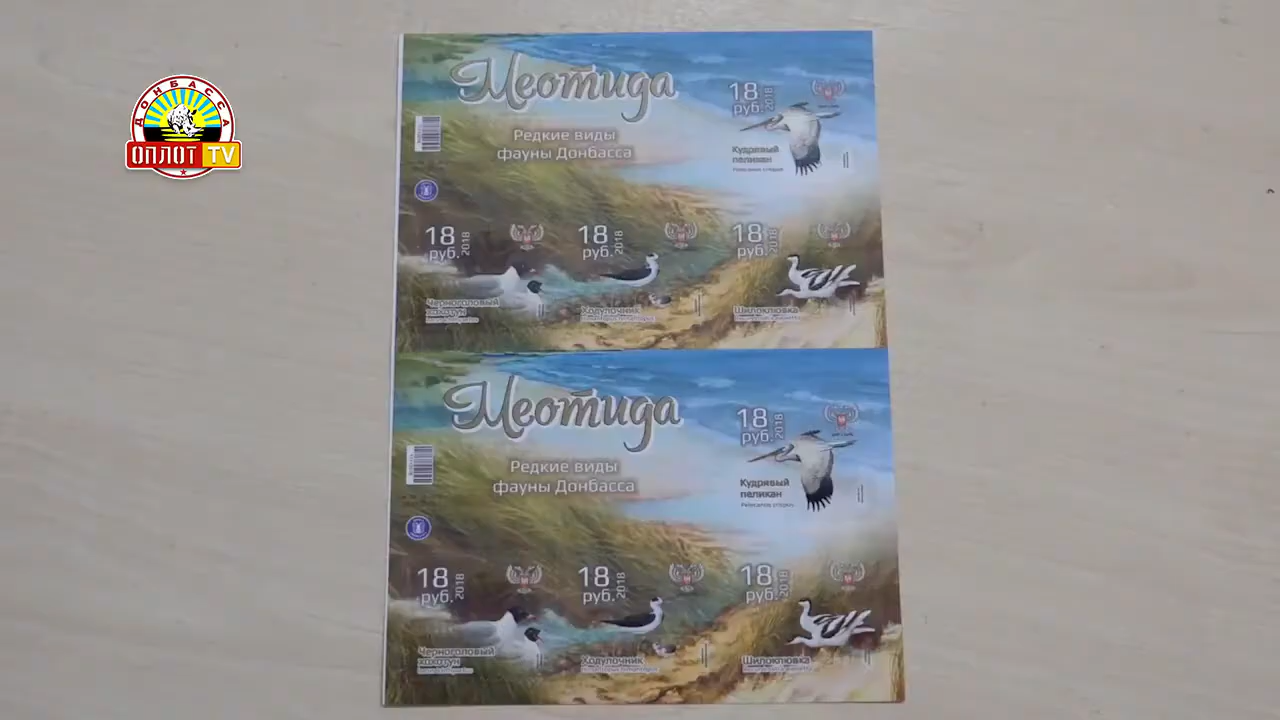 ДОНБАССА
ОПЛОТ TV
Меотида
Редкие виды
фауны Донбасса
18
руб.
2018
Кудрявый
пеликан
18
руб.
2018
Черноголовый
хохотун
18
руб.
2018
Ходулочник
18
руб.
2018
Шилоклювка
Меотида
Редкие виды
фауны Донбасса
18
руб.
2018
Кудрявый
пеликан
Pelecanus crispus
18
руб.
2018
Черноголовый
хохотун
18
руб.
2018
Ходулочник
18
руб.
2018
Шилоклювка